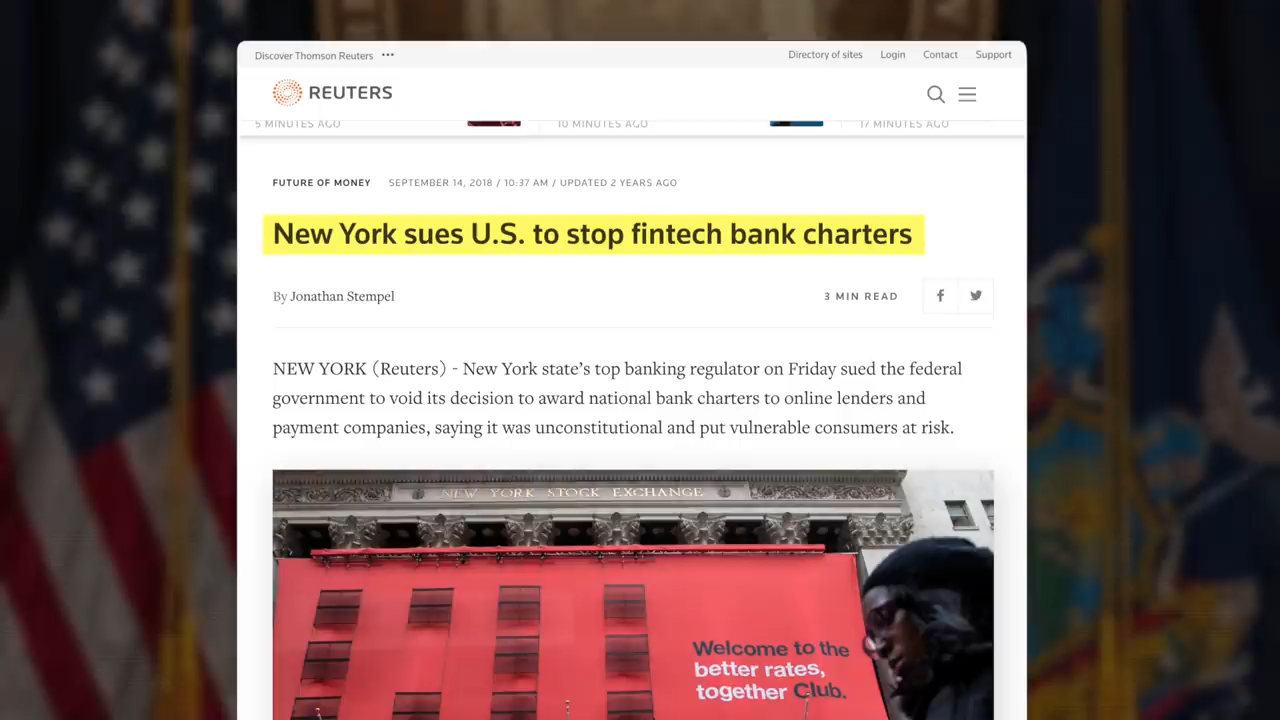 Discover Thomson Reuters •••
Directory of sites Login Contact Support
REUTERS
5 MINUTES AGO 10 MINUTES AGO 17 MINUTES AGO
FUTURE OF MONEY SEPTEMBER 14, 2018 / 10:37 AM / UPDATED 2 YEARS AGO
New York sues U.S. to stop fintech bank charters
By Jonathan Stempel
3 MIN READ
NEW YORK (Reuters) - New York state’s top banking regulator on Friday sued the federal
government to void its decision to award national bank charters to online lenders and
payment companies, saying it was unconstitutional and put vulnerable consumers at risk.
NEW YORK STOCK EXCHANGE
Welcome to the
better rates,
together Club.